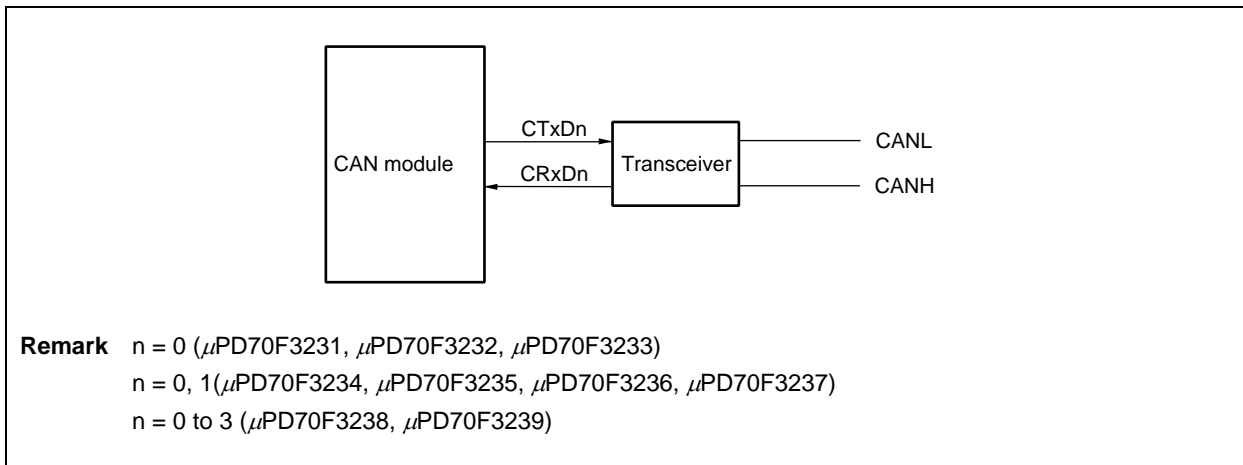 CTxDn
CANL
CAN module
Transceiver
CRxDn
CANH
Remark n = 0 (μPD70F3231, μPD70F3232, μPD70F3233)
n = 0, 1(μPD70F3234, μPD70F3235, μPD70F3236, μPD70F3237)
n = 0 to 3 (μPD70F3238, μPD70F3239)